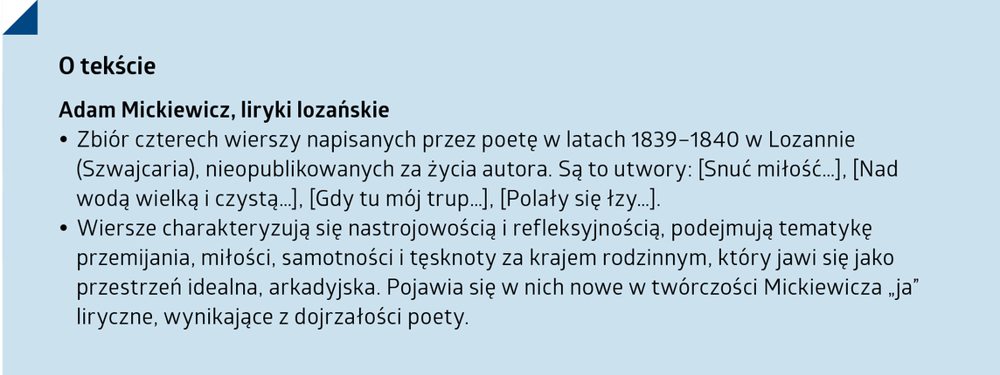 O tekście
Adam Mickiewicz, liryki lozańskie
• Zbiór czterech wierszy napisanych przez poetę w latach 1839–1840 w Lozannie
(Szwajcaria), nieopublikowanych za życia autora. Są to utwory: [Snuć miłość...], [Nad
wodą wielką i czystą...], [Gdy tu mój trup...], [Polały się łzy...].
• Wiersze charakteryzują się nastrojowością i refleksyjnością, podejmują tematykę
przemijania, miłości, samotności i tęsknoty za krajem rodzinnym, który jawi się jako
przestrzeń idealna, arkadyjska. Pojawia się w nich nowe w twórczości Mickiewicza „ja”
liryczne, wynikające z dojrzałości poety.